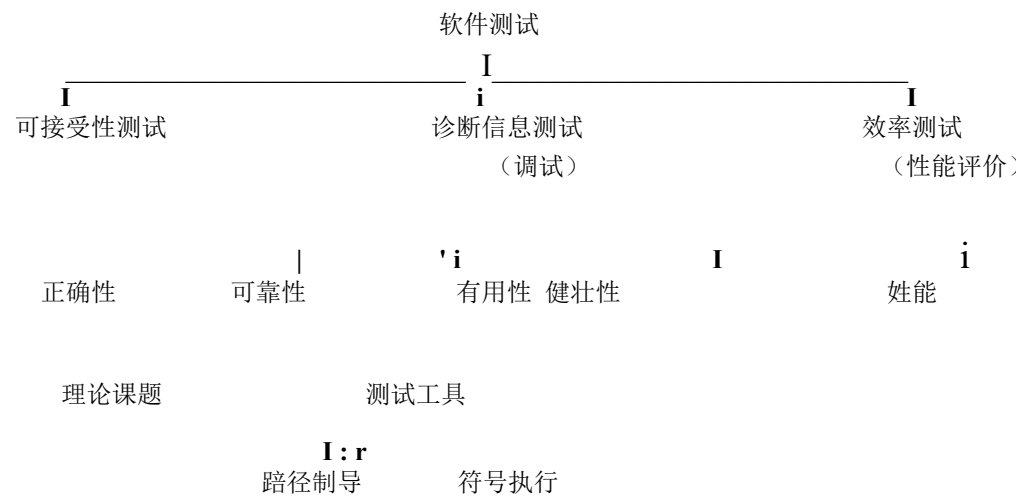 软件测试
I
I i I
可接受性测试 诊断信息测试 效率测试
（调试） （性能评价）
| ' i I i
正确性 可靠性 有用性 健壮性 姓能
理论课题 测试工具
I : r
踣径制导 符号执行